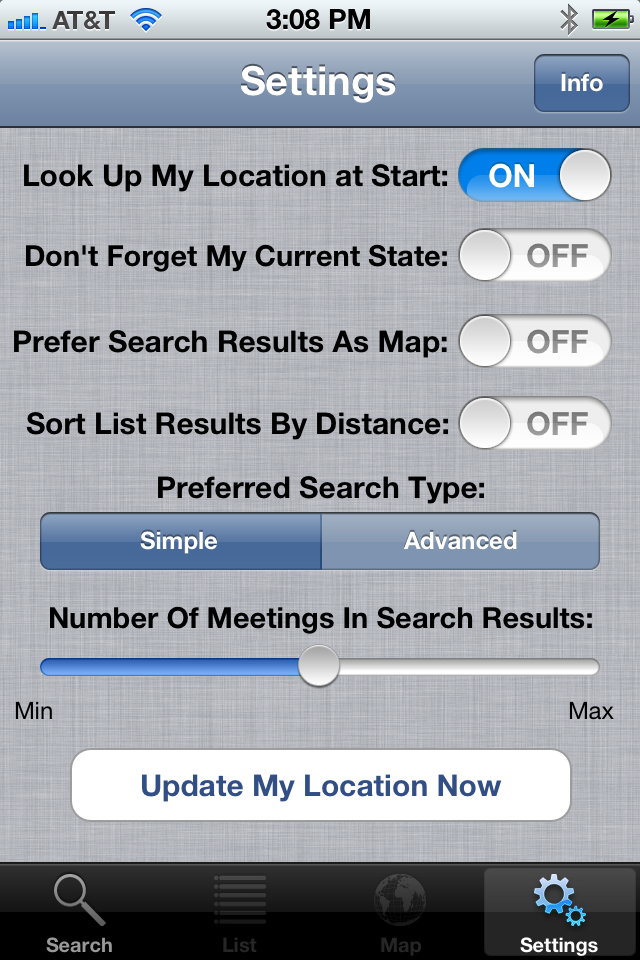 AT&T 3:08 PM
Settings Info
Look Up My Location at Start: ON
Don't Forget My Current State: OFF
Prefer Search Results As Map: OFF
Sort List Results By Distance: OFF
Preferred Search Type:
Simple Advanced
Number Of Meetings In Search Results:
Min Max
Update My Location Now
Search List Map Settings